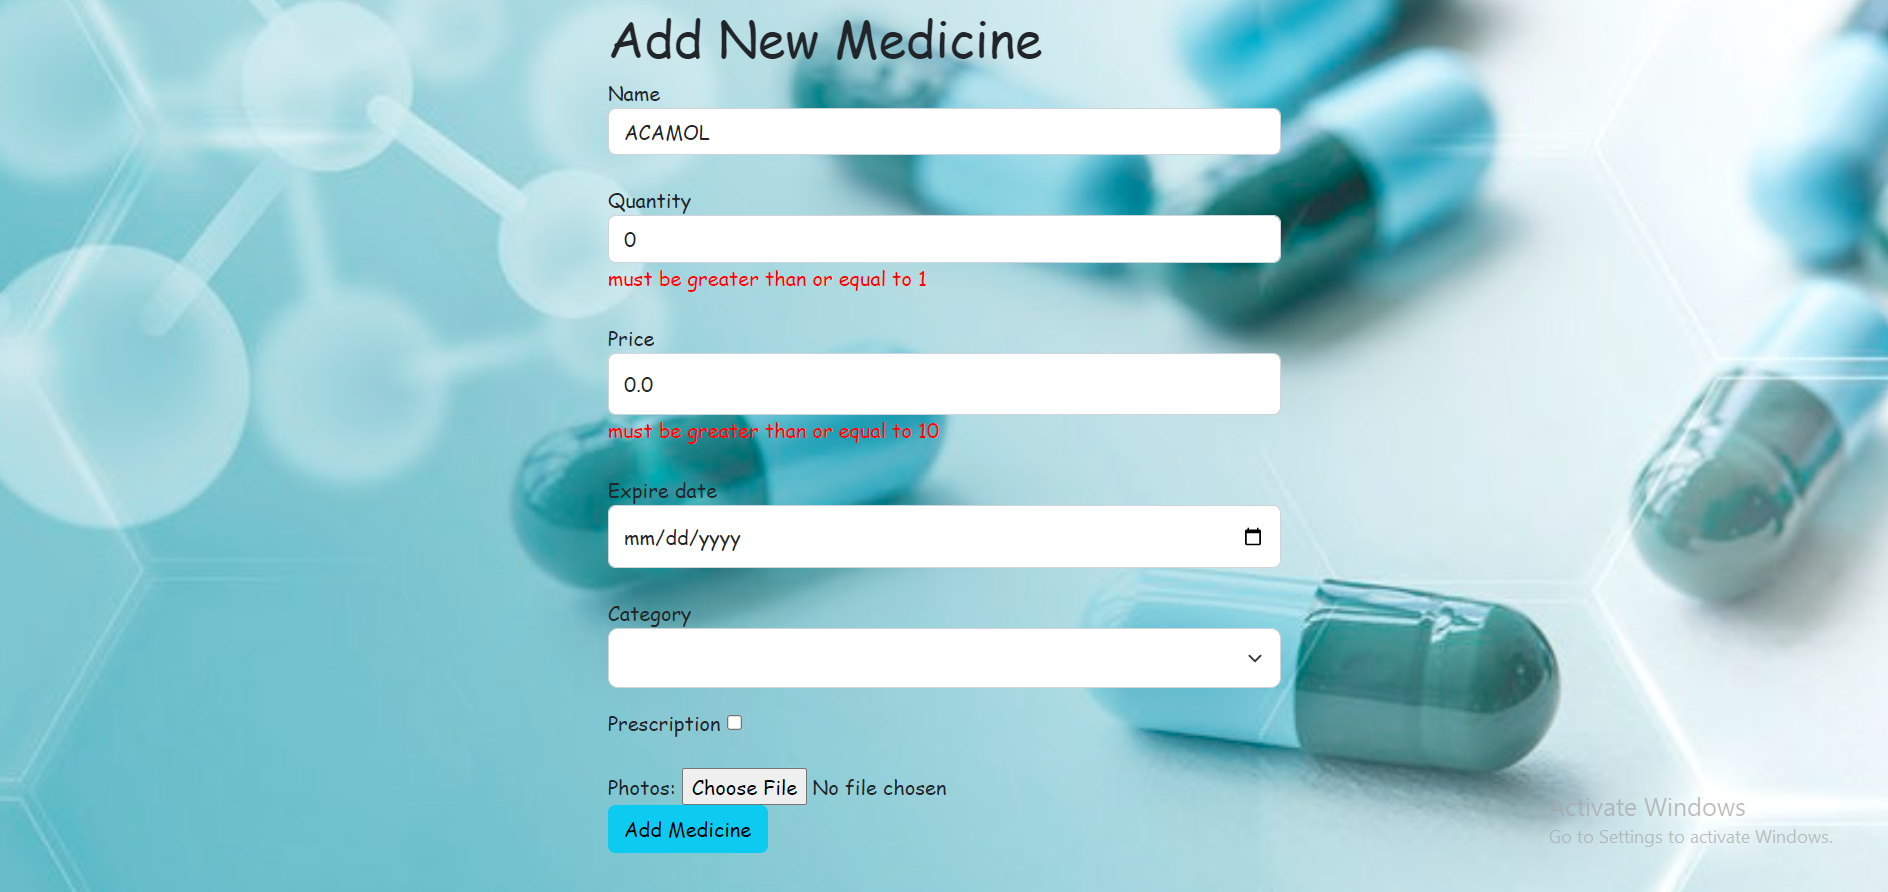 Add New Medicine
Name
ACAMOL
Quantity
0
must be greater than or equal to 1
Price
0.0
must be greater than or equal to 10
Expire date
mm/dd/yyyy
Category
Prescription
Photos: Choose File No file chosen
Add Medicine
Activate Windows
Go to Settings to activate Windows.